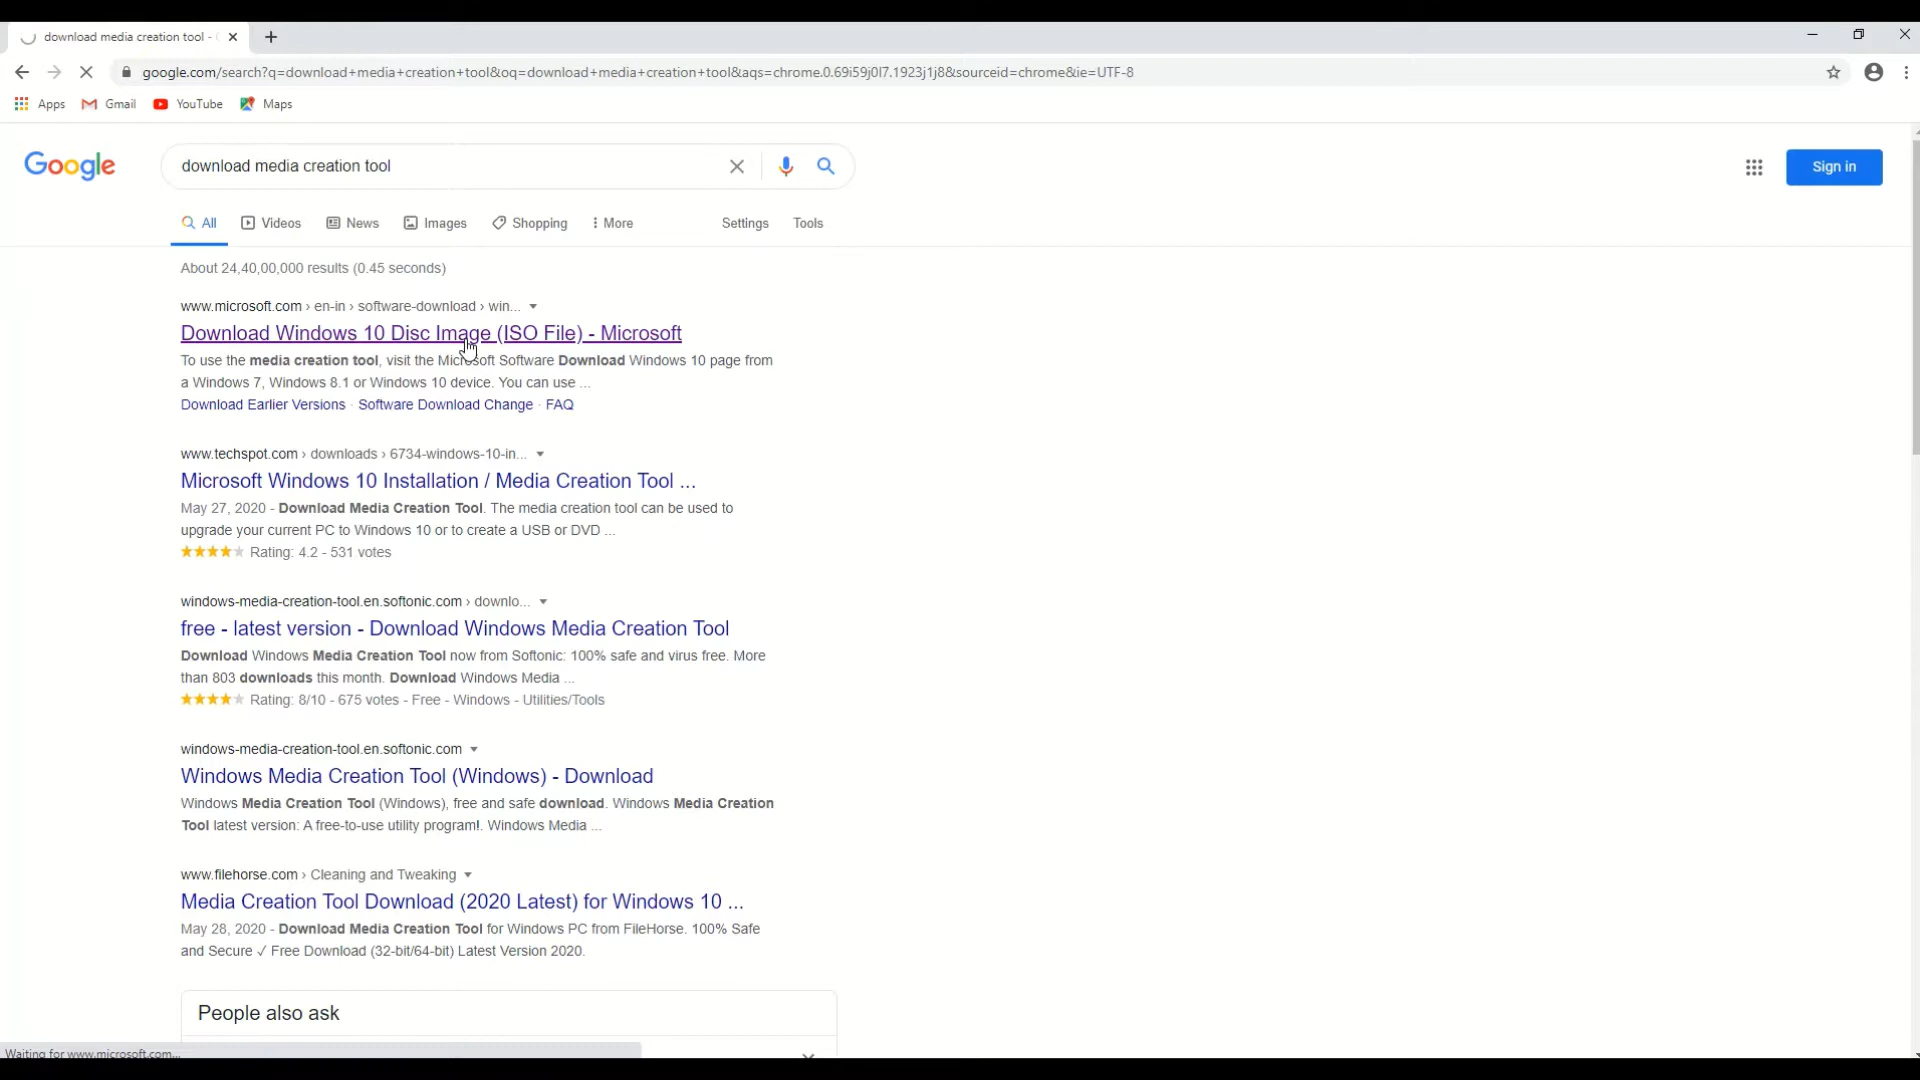 download media creation tool -
google.com/search?q=download+media+creation+tool&oq=download+media+creation+tool&aqs=chrome.0.69i59j0l7.1923j1j8&sourceid=chrome&ie=UTF-8
Apps Gmail YouTube Maps
Google download media creation tool Sign in
All Videos News Images Shopping More Settings Tools
About 24,40,00,000 results (0.45 seconds)
www.microsoft.com › en-in › software-download › win...
Download Windows 10 Disc Image (ISO File) - Microsoft
To use the media creation tool, visit the Microsoft Software Download Windows 10 page from
a Windows 7, Windows 8.1 or Windows 10 device. You can use ...
Download Earlier Versions · Software Download Change · FAQ
www.techspot.com › downloads › 6734-windows-10-in...
Microsoft Windows 10 Installation / Media Creation Tool ...
May 27, 2020 - Download Media Creation Tool. The media creation tool can be used to
upgrade your current PC to Windows 10 or to create a USB or DVD ...
Rating: 4.2 - 531 votes
windows-media-creation-tool.en.softonic.com › downlo...
free - latest version - Download Windows Media Creation Tool
Download Windows Media Creation Tool now from Softonic: 100% safe and virus free. More
than 803 downloads this month. Download Windows Media ...
Rating: 8/10 - 675 votes - Free - Windows - Utilities/Tools
windows-media-creation-tool.en.softonic.com
Windows Media Creation Tool (Windows) - Download
Windows Media Creation Tool (Windows), free and safe download. Windows Media Creation
Tool latest version: A free-to-use utility program!. Windows Media ...
www.filehorse.com › Cleaning and Tweaking
Media Creation Tool Download (2020 Latest) for Windows 10 ...
May 28, 2020 - Download Media Creation Tool for Windows PC from FileHorse. 100% Safe
and Secure ✓ Free Download (32-bit/64-bit) Latest Version 2020.
People also ask
Waiting for www.microsoft.com...